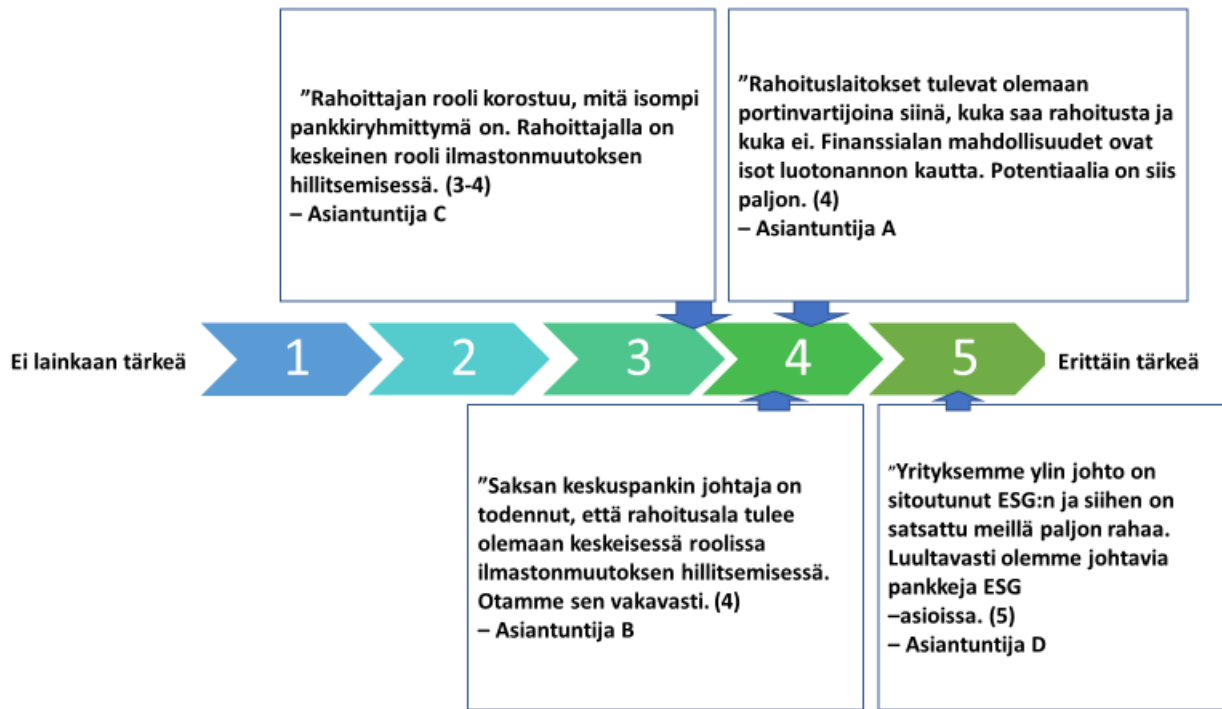 ”Rahoittajan rooli korostuu, mitä isompi
pankkiryhmittymä on. Rahoittajalla on
keskeinen rooli ilmastonmuutoksen
hillitsemisessä. (3-4)
– Asiantuntija C
”Rahoituslaitokset tulevat olemaan
portinvartijoina siinä, kuka saa rahoitusta ja
kuka ei. Finanssialan mahdollisuudet ovat
isot luotonannon kautta. Potentiaalia on siis
paljon. (4)
– Asiantuntija A
Ei lainkaan tärkeä 1 2 3 4 5 Erittäin tärkeä
”Saksan keskuspankin johtaja on
todennut, että rahoitusala tulee
olemaan keskeisessä roolissa
ilmastonmuutoksen hillitsemisessä.
Otamme sen vakavasti. (4)
– Asiantuntija B
”Yrityksemme ylin johto on
sitoutunut ESG:n ja siihen on
satsattu meillä paljon rahaa.
Luultavasti olemme johtavia
pankkeja ESG
–asioissa. (5)
– Asiantuntija D